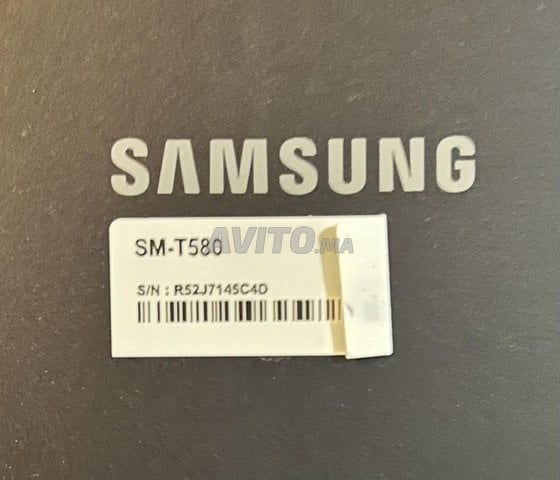 SAMSUNG
AVITO.MA
SM-T580
S/N : R52J7145C4D